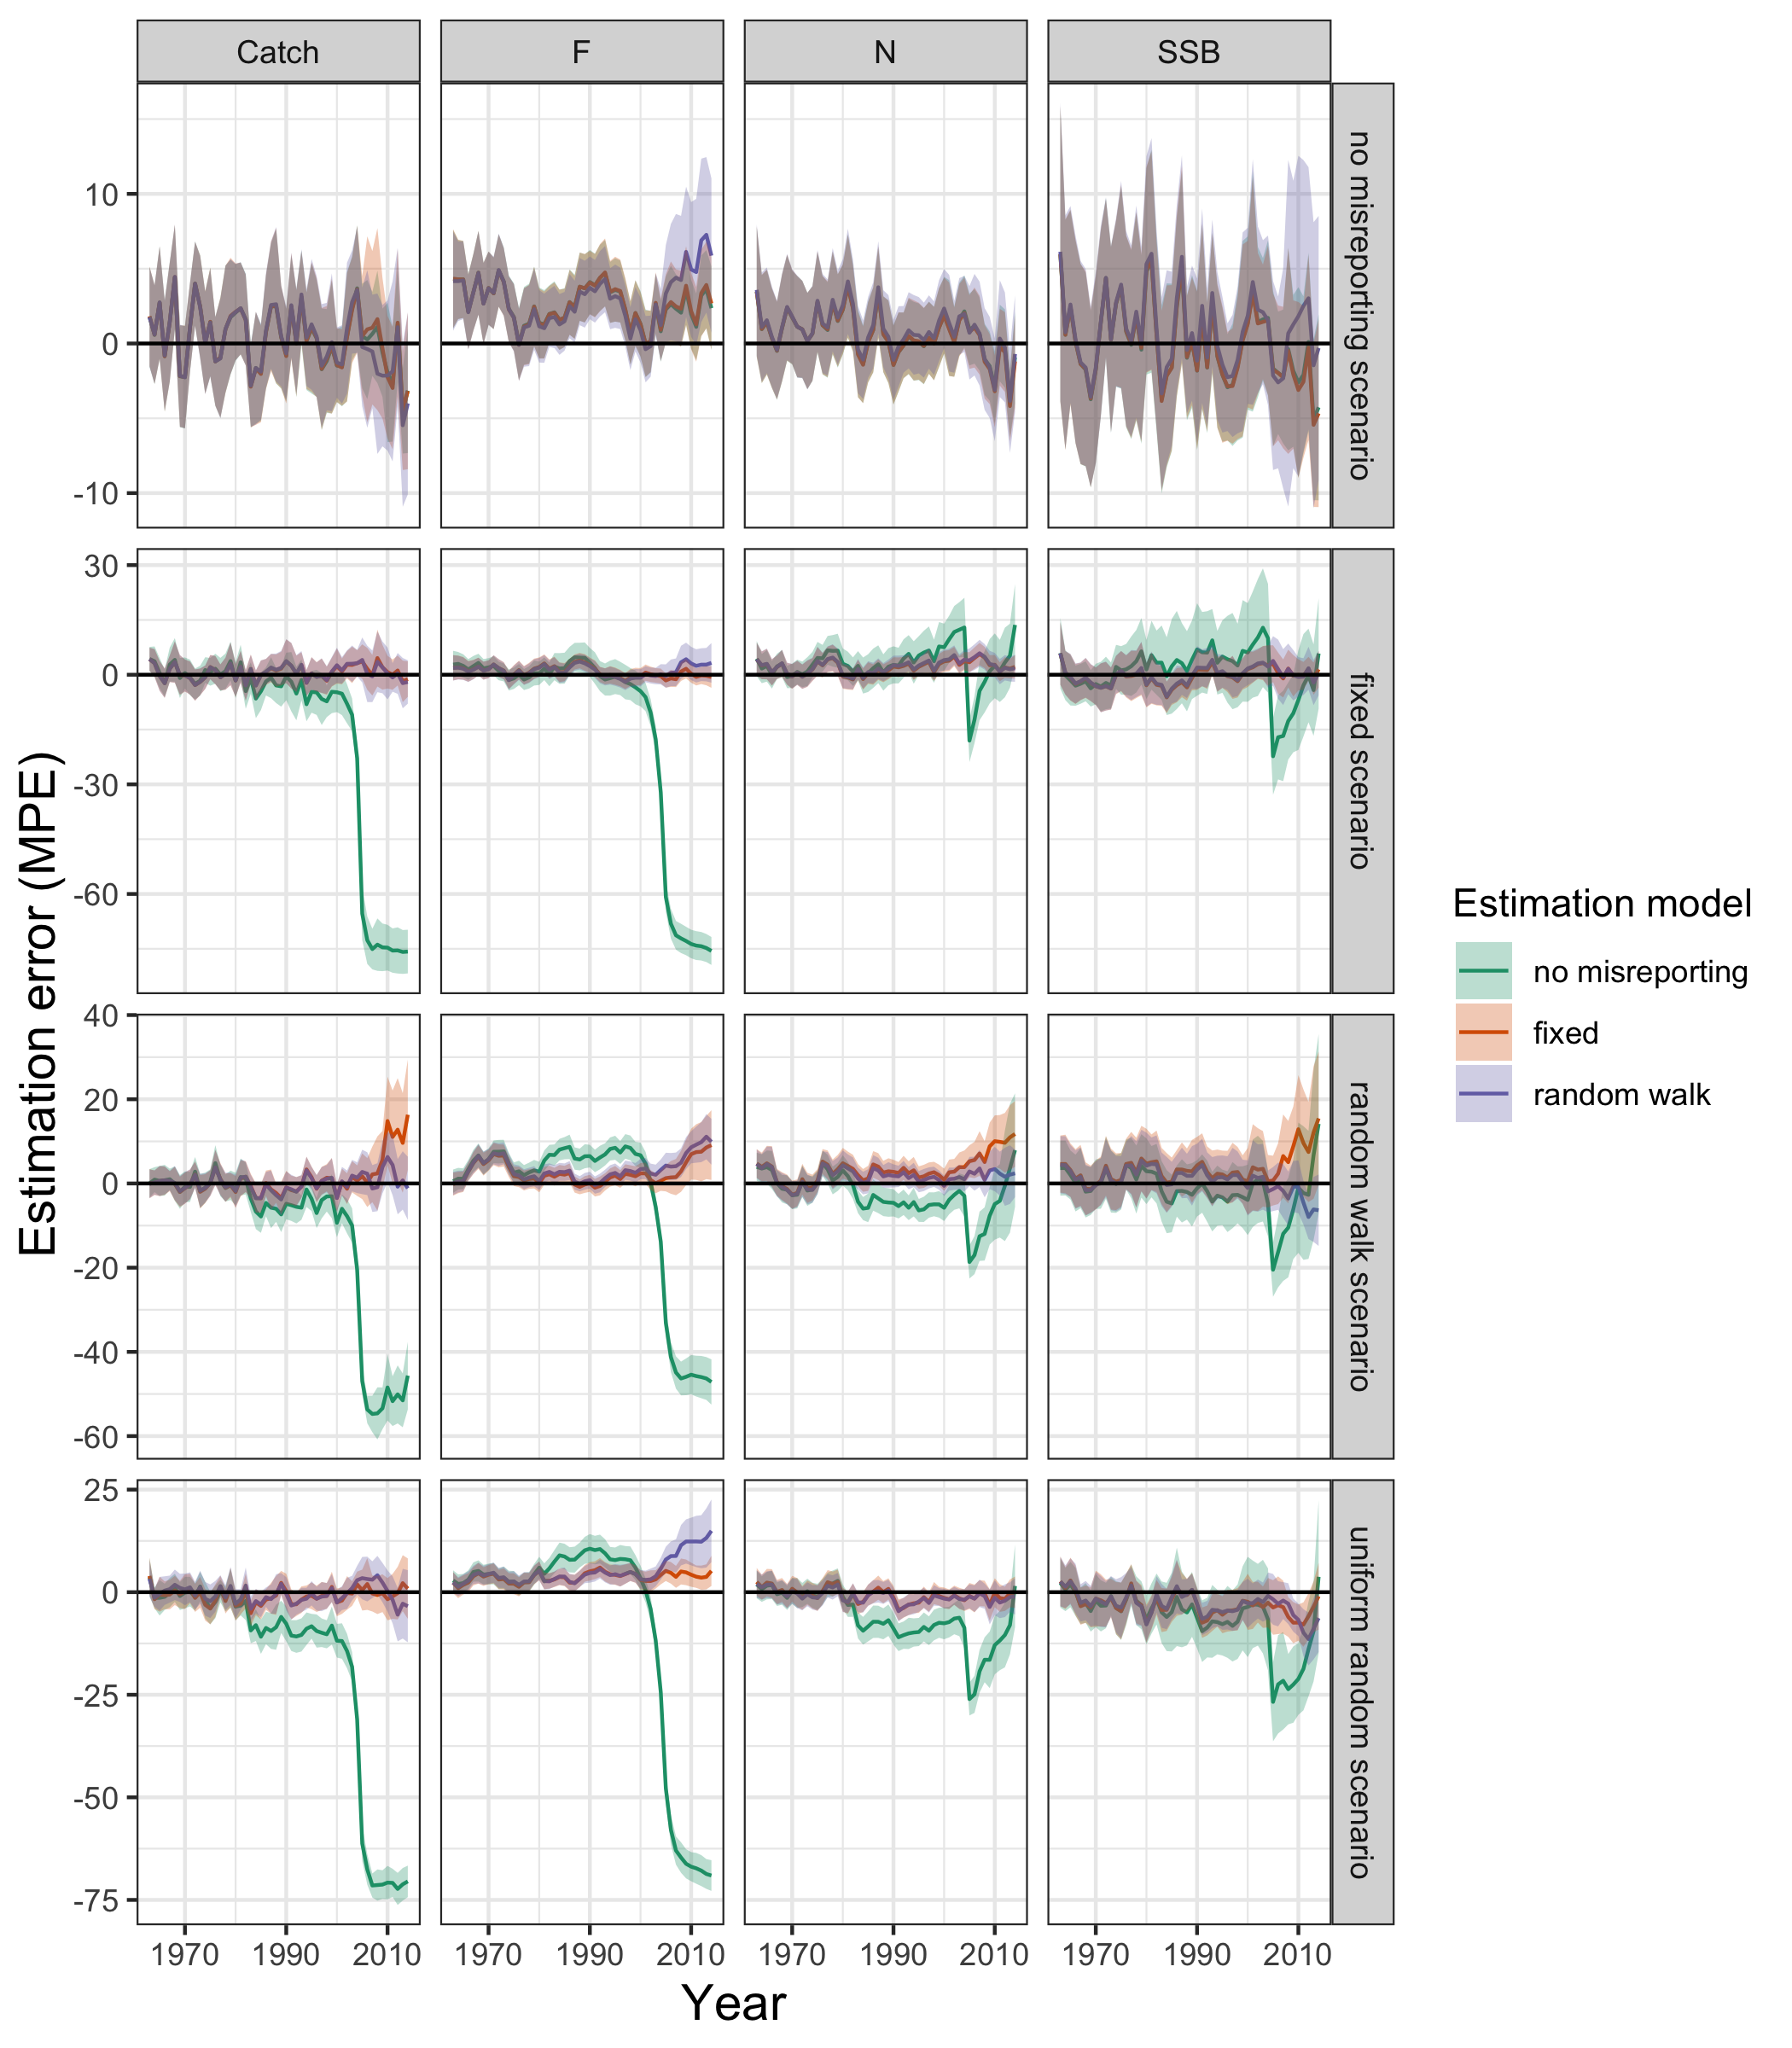 Catch
F
N
SSB
Estimation error (MPE)
10
0
-10
no misreporting scenario
30
0
-30
-60
fixed scenario
40
20
0
-20
-40
-60
random walk scenario
25
0
-25
-50
-75
uniform random scenario
1970 1990 2010
1970 1990 2010
1970 1990 2010
1970 1990 2010
Year
Estimation model
no misreporting
fixed
random walk